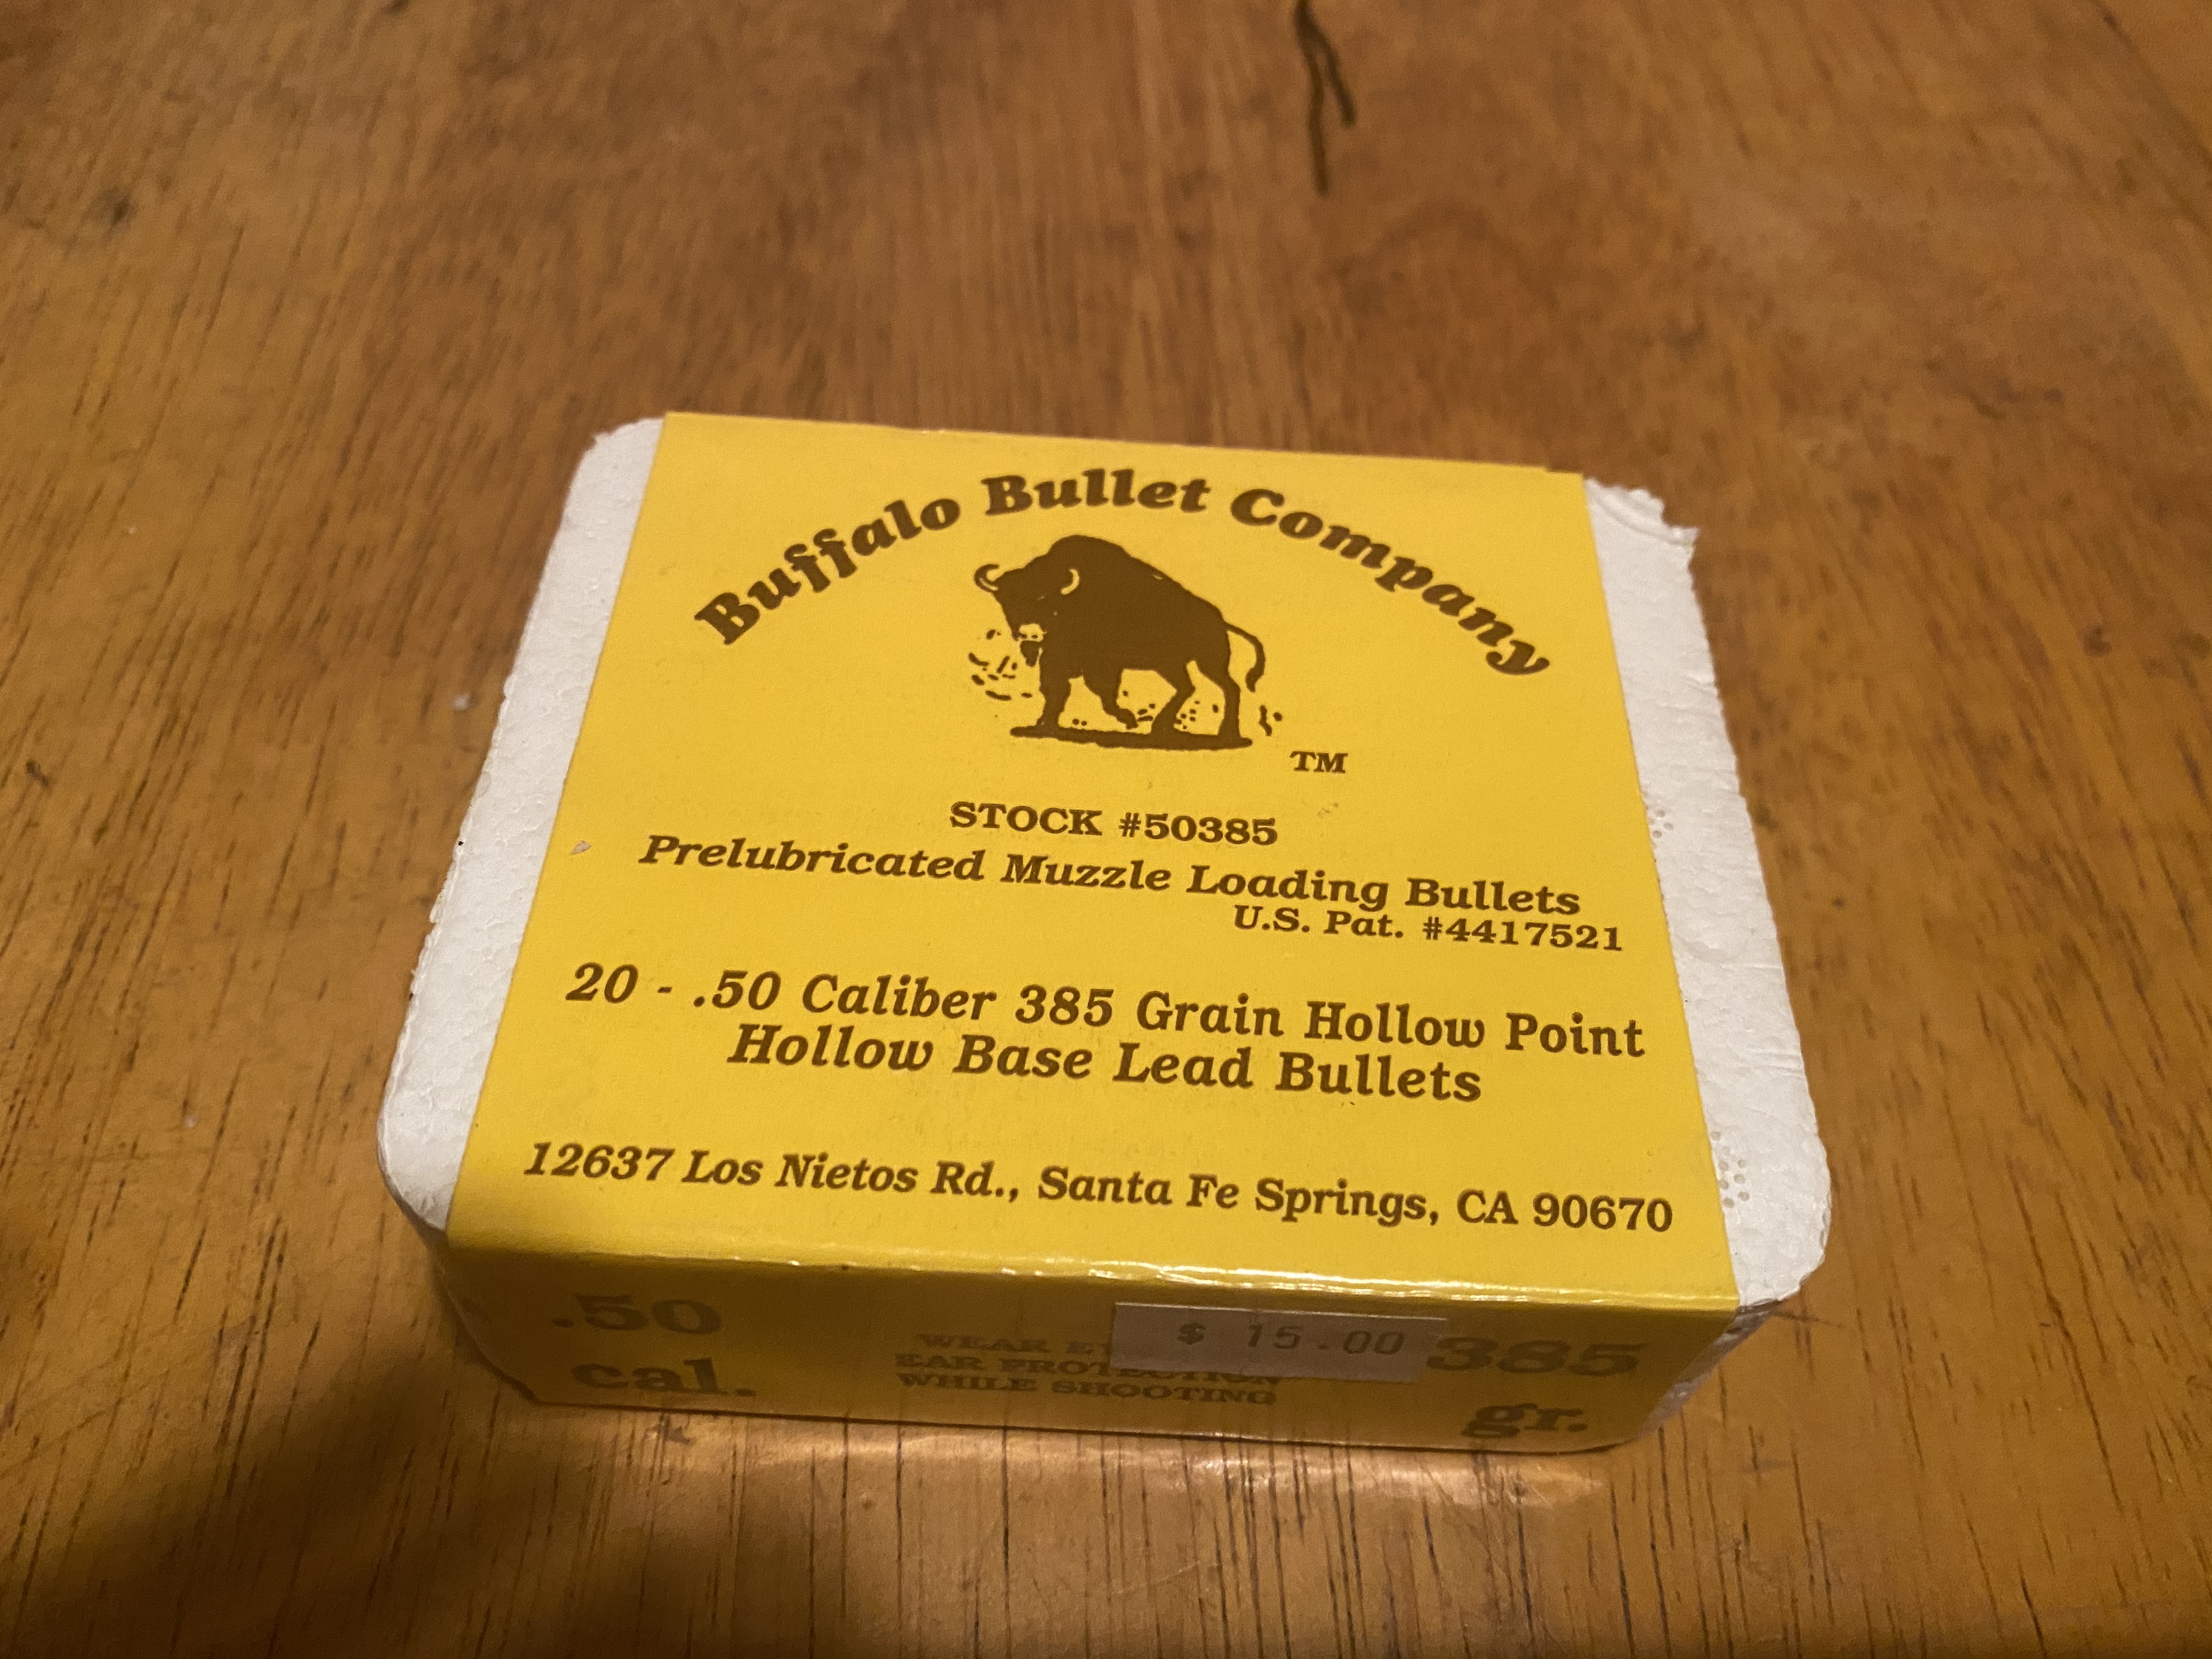 Buffalo Bullet Company
TM
STOCK #50385
Prelubricated Muzzle Loading Bullets
U.S. Pat. #4417521
20 - .50 Caliber 385 Grain Hollow Point
Hollow Base Lead Bullets
12637 Los Nietos Rd., Santa Fe Springs, CA 90670
.50
cal.
WEAR
EAR PROTECTION
WHILE SHOOTING
$ 15.00
385
gr.